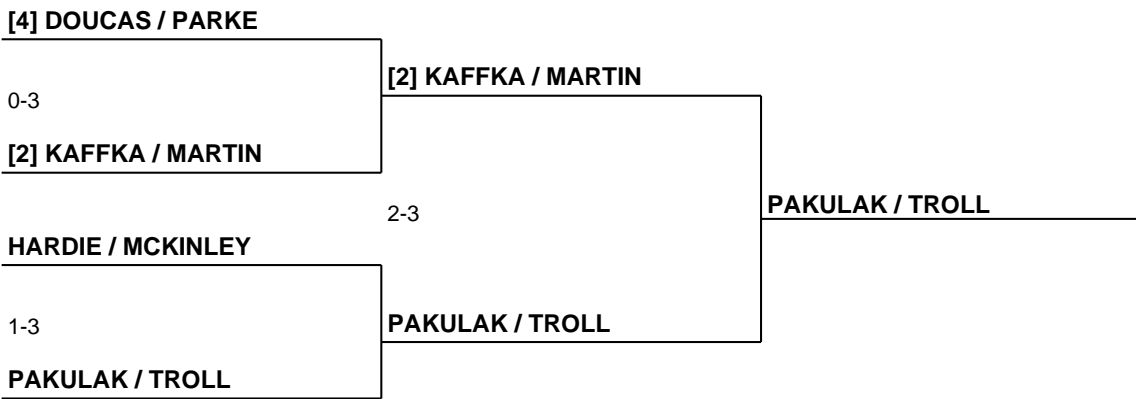 [4] DOUCAS / PARKE
[2] KAFFKA / MARTIN
0-3
[2] KAFFKA / MARTIN
PAKULAK / TROLL
2-3
HARDIE / MCKINLEY
PAKULAK / TROLL
1-3
PAKULAK / TROLL